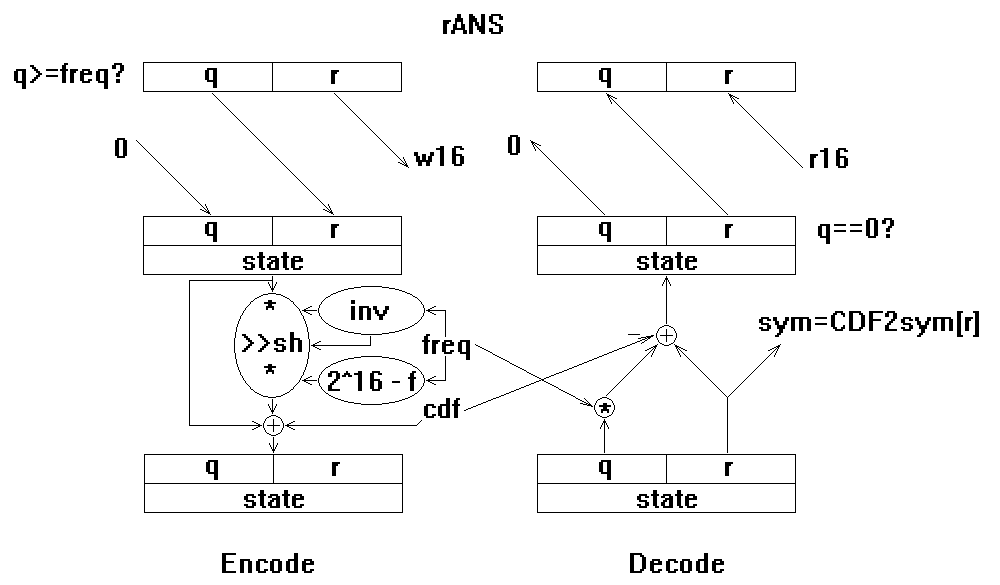 rANS
q>=freq?
q r
q r
0
w16
0
r16
q r
q r
q==0?
state
state
*
inv
>>sh
freq
sym=CDF2sym[r]
- +
*
2^16 - f
cdf
*
+
q r
q r
state
state
Encode
Decode